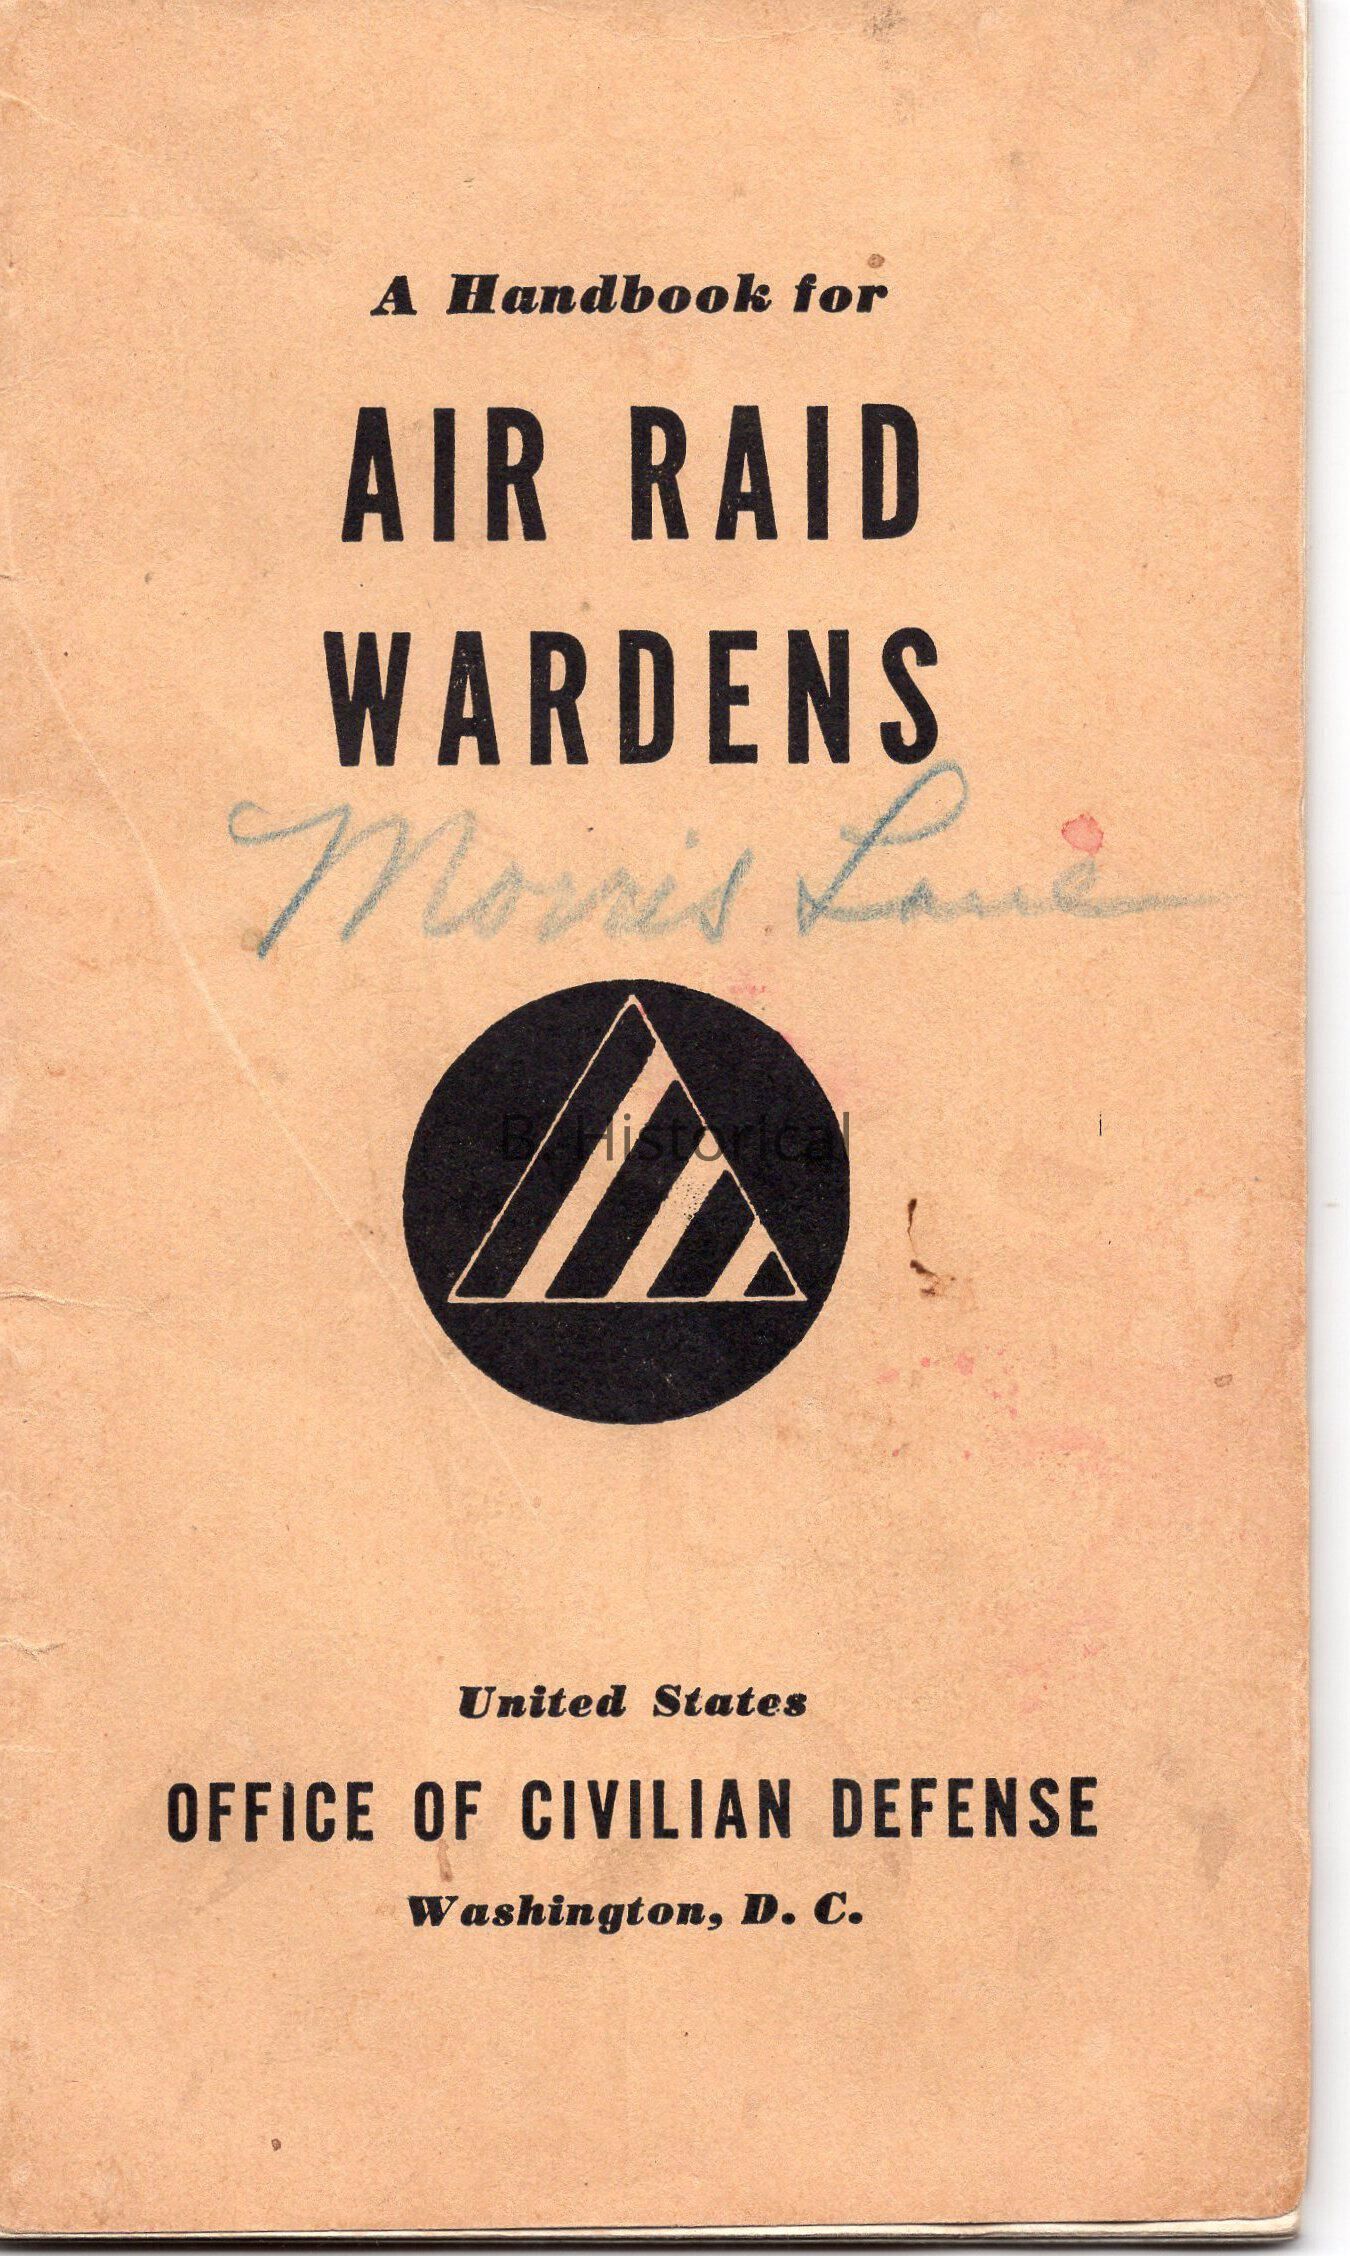 A Handbook for
AIR RAID
WARDENS
Morris Lane
B. Historical
United States
OFFICE OF CIVILIAN DEFENSE
Washington, D. C.